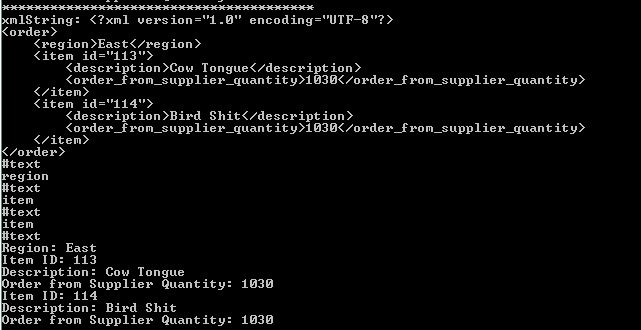 ****************************************
xmlString: <?xml version="1.0" encoding="UTF-8"?>
<order>
    <region>East</region>
    <item id="113">
        <description>Cow Tongue</description>
        <order_from_supplier_quantity>1030</order_from_supplier_quantity>
    </item>
    <item id="114">
        <description>Bird Shit</description>
        <order_from_supplier_quantity>1030</order_from_supplier_quantity>
    </item>
</order>
#text
region
#text
item
#text
item
#text
Region: East
Item ID: 113
Description: Cow Tongue
Order from Supplier Quantity: 1030
Item ID: 114
Description: Bird Shit
Order from Supplier Quantity: 1030